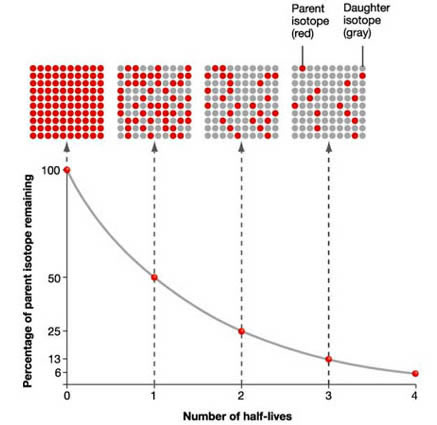 Parent
isotope
(red)
Daughter
isotope
(gray)
Percentage of parent isotope remaining
100
50
25
13
6
0
1
2
3
4
Number of half-lives